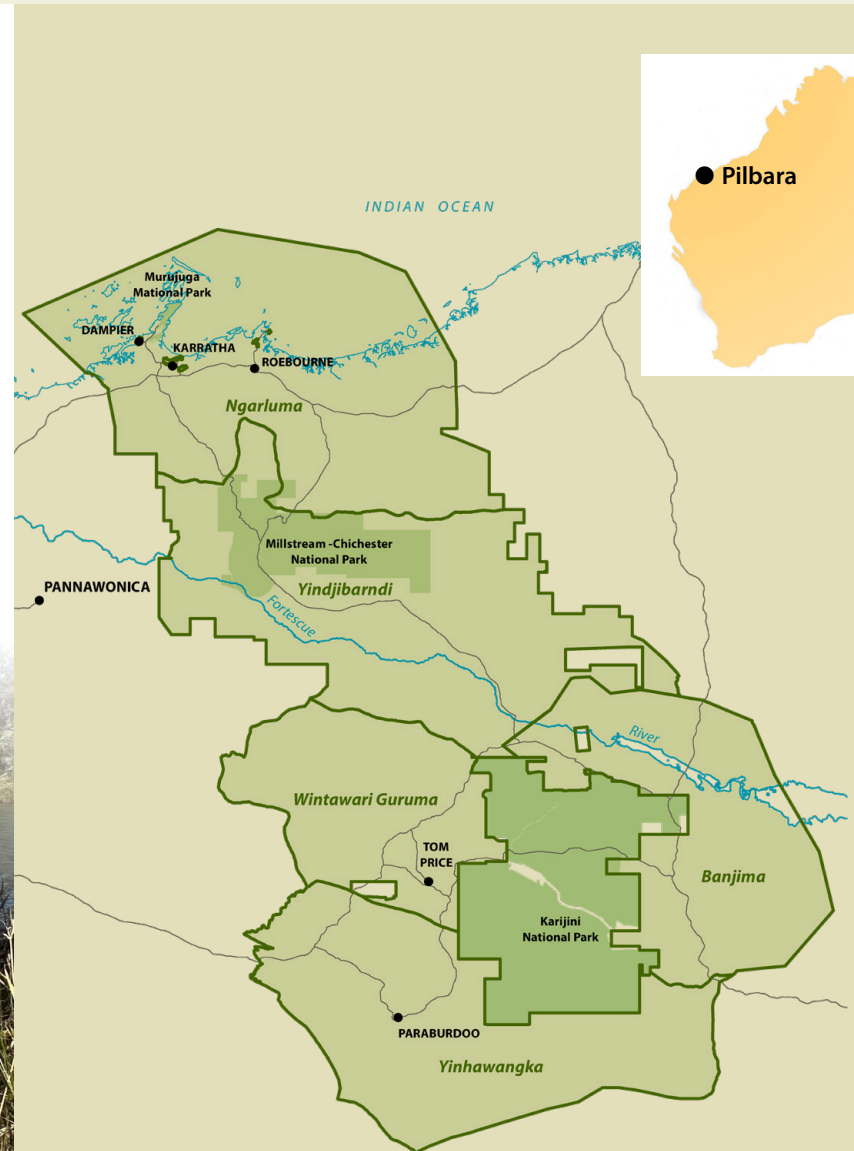 Pilbara
INDIAN OCEAN
Murujuga
Mational Park
DAMPIER
KARRATHA
ROEBOURNE
Ngarluma
Millstream -Chichester
National Park
PANNAWONICA
Yindjibarndi
Fortescue
River
Wintawari Guruma
TOM
PRICE
Banjima
Karijini
National Park
PARABURDOO
Yinhawangka